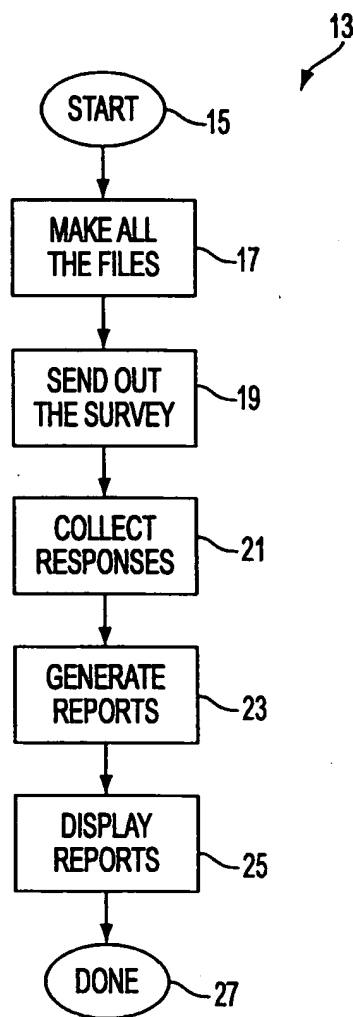 13
START
15
MAKE ALL
THE FILES
17
SEND OUT
THE SURVEY
19
COLLECT
RESPONSES
21
GENERATE
REPORTS
23
DISPLAY
REPORTS
25
DONE
27